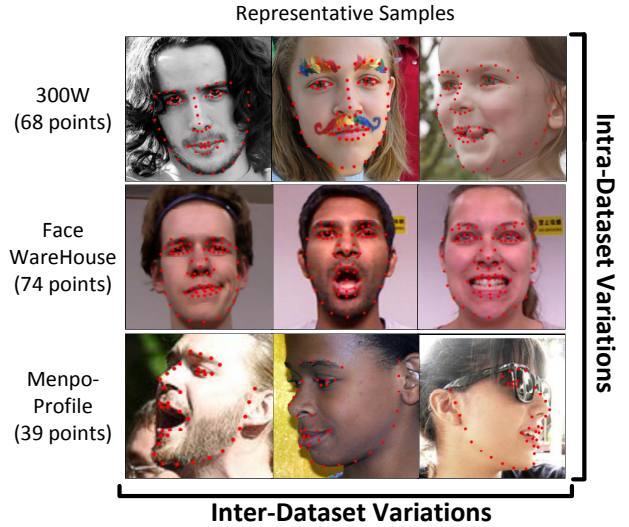 Representative Samples
300W
(68 points)
Face
WareHouse
(74 points)
Menpo-
Profile
(39 points)
Intra-Dataset Variations
Inter-Dataset Variations